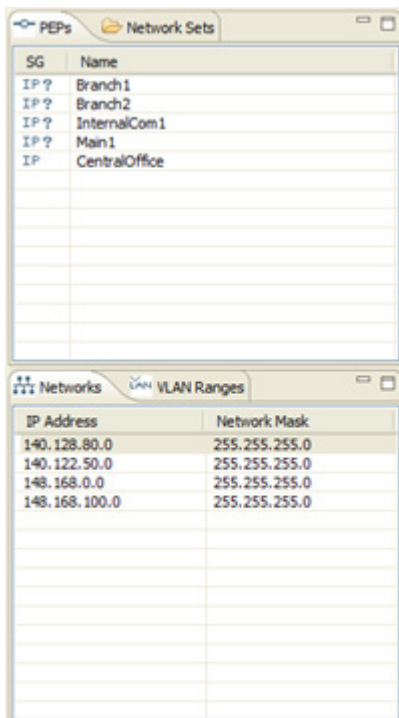 PEPs Network Sets
SG Name
IP ? Branch1
IP ? Branch2
IP ? InternalCom1
IP ? Main1
IP CentralOffice
Networks LAN VLAN Ranges
IP Address Network Mask
140.128.80.0 255.255.255.0
140.122.50.0 255.255.255.0
148.168.0.0 255.255.255.0
148.168.100.0 255.255.255.0